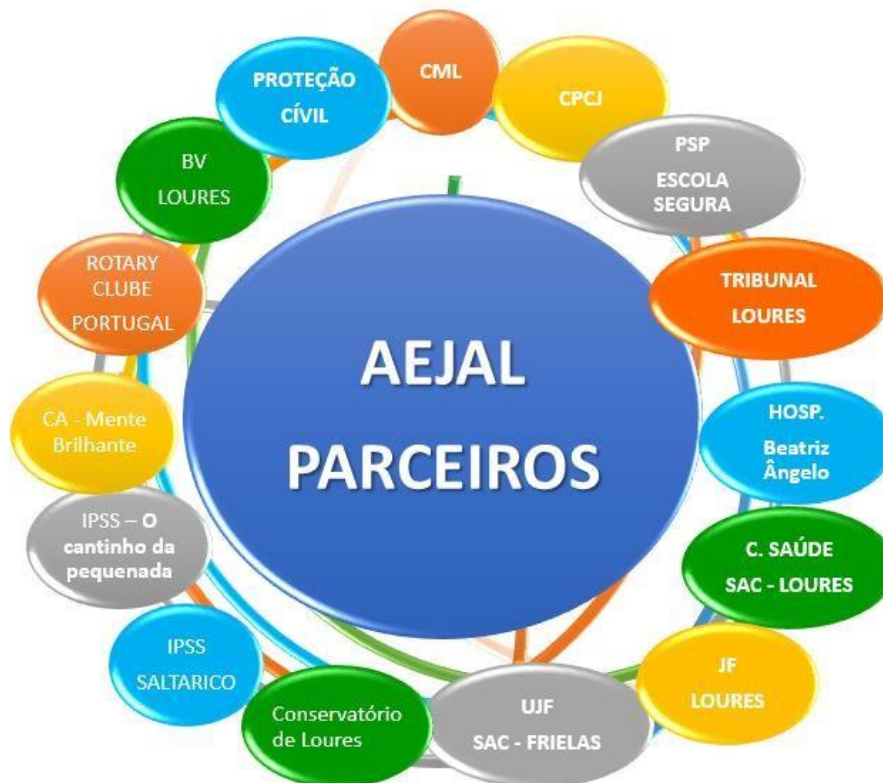 AEJAL
PARCEIROS
CML
CPCJ
PSP
ESCOLA
SEGURA
TRIBUNAL
LOURES
HOSP.
Beatriz
Ângelo
C. SAÚDE
SAC - LOURES
JF
LOURES
UJF
SAC - FRIELAS
Conservatório
de Loures
IPSS
SALTARICO
IPSS – O
cantinho da
pequenada
CA - Mente
Brilhante
ROTARY
CLUBE
PORTUGAL
BV
LOURES
PROTEÇÃO
CÍVIL